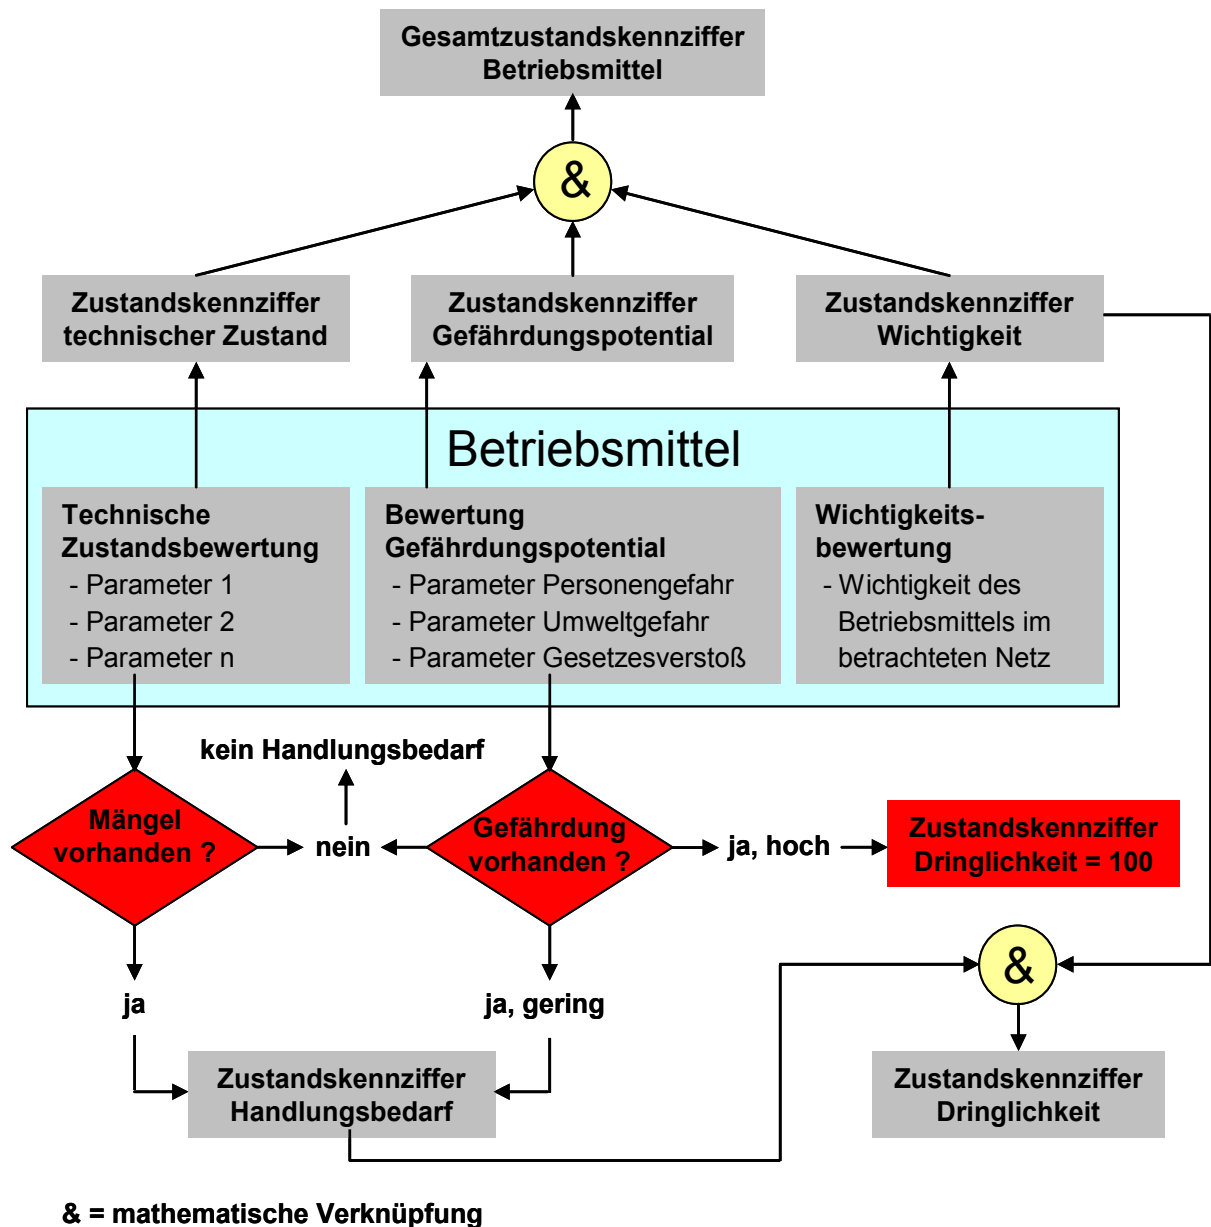 Gesamtzustandskennziffer
Betriebsmittel
&
Zustandskennziffer
technischer Zustand
Zustandskennziffer
Gefährdungspotential
Zustandskennziffer
Wichtigkeit
Betriebsmittel
Technische
Zustandsbewertung
- Parameter 1
- Parameter 2
- Parameter n
Bewertung
Gefährdungspotential
- Parameter Personengefahr
- Parameter Umweltgefahr
- Parameter Gesetzesverstoß
Wichtigkeits-
bewertung
- Wichtigkeit des
Betriebsmittels im
betrachteten Netz
kein Handlungsbedarf
Mängel
vorhanden ?
nein
Gefährdung
vorhanden ?
ja, hoch
Zustandskennziffer
Dringlichkeit = 100
&
ja
ja, gering
Zustandskennziffer
Handlungsbedarf
Zustandskennziffer
Dringlichkeit
& = mathematische Verknüpfung